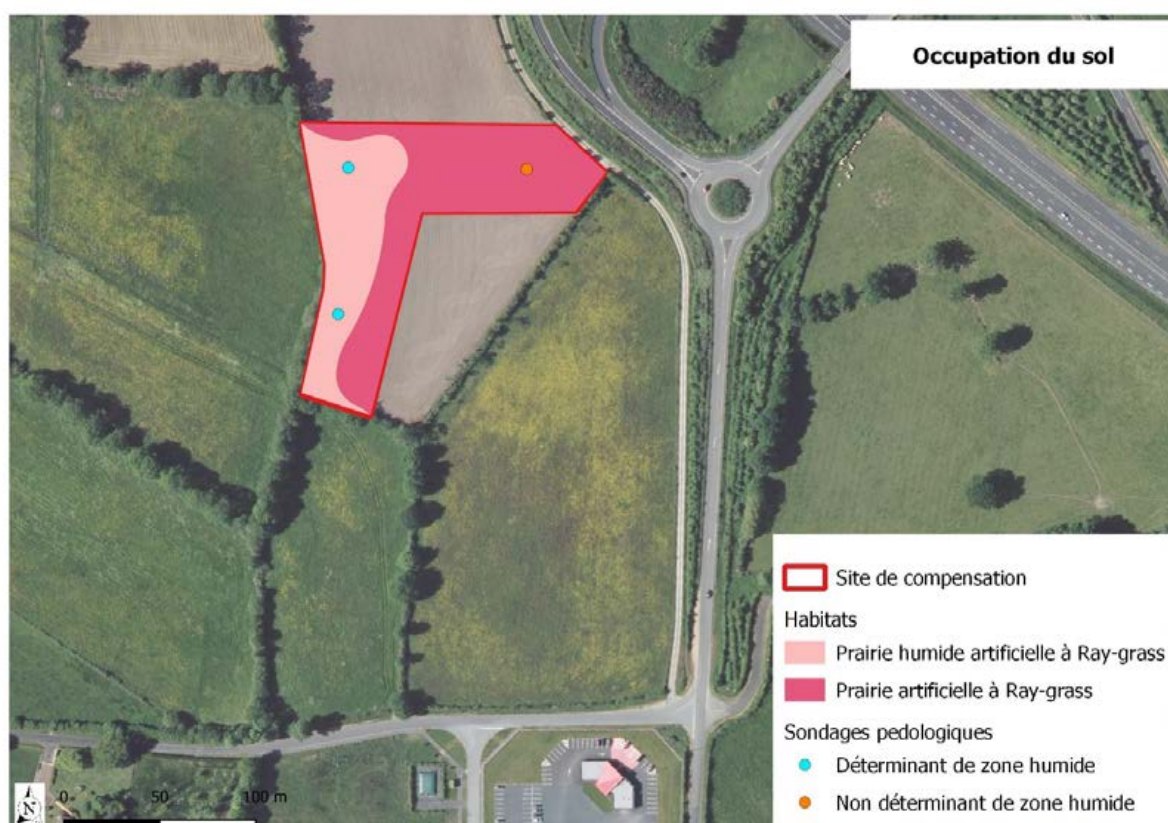 Occupation du sol
Site de compensation
Habitats
Prairie humide artificielle à Ray-grass
Prairie artificielle à Ray-grass
Sondages pedologiques
Déterminant de zone humide
Non déterminant de zone humide
N
0 50 100 m